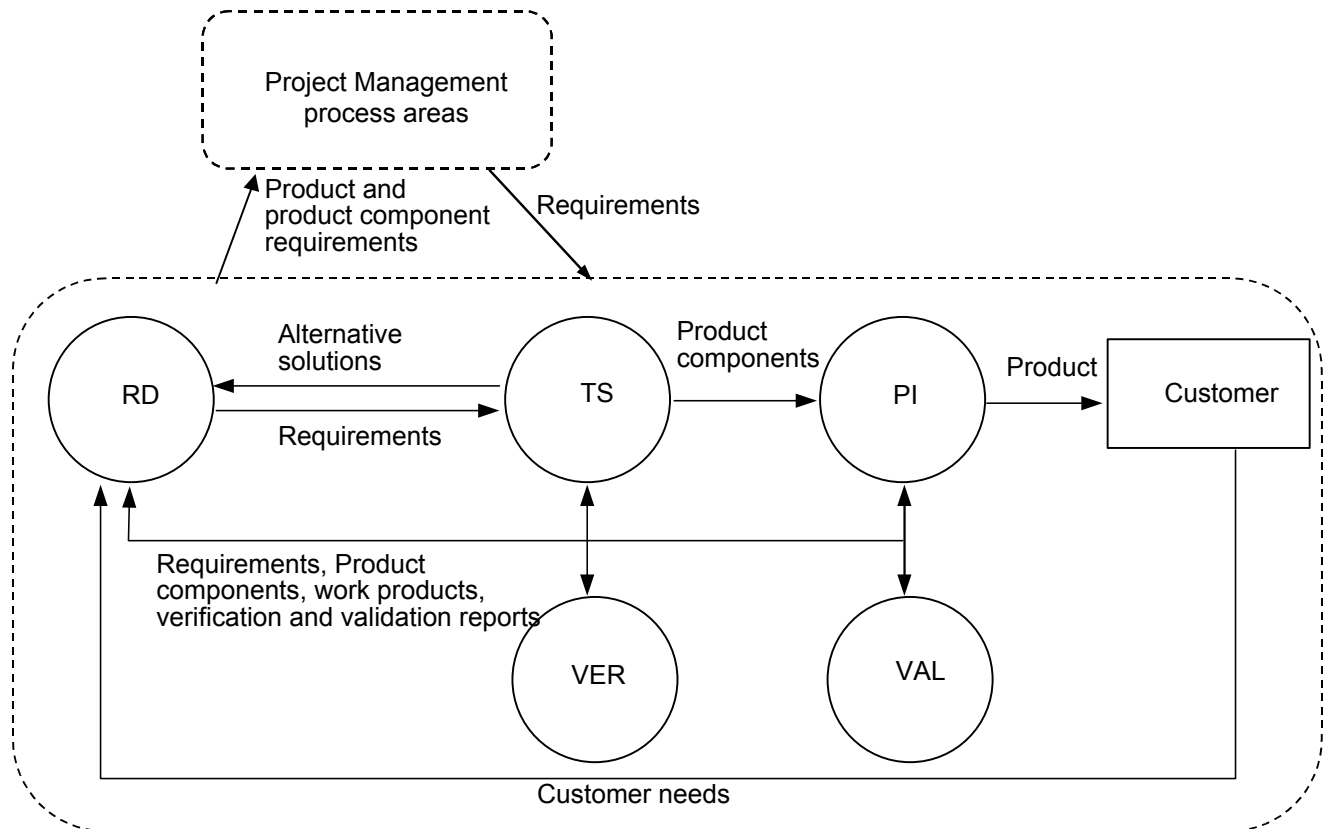 Project Management
process areas
Product and
product component
requirements
Requirements
Alternative
solutions
Product
components
Product
RD
TS
PI
Customer
Requirements
Requirements, Product
components, work products,
verification and validation reports
VER
VAL
Customer needs